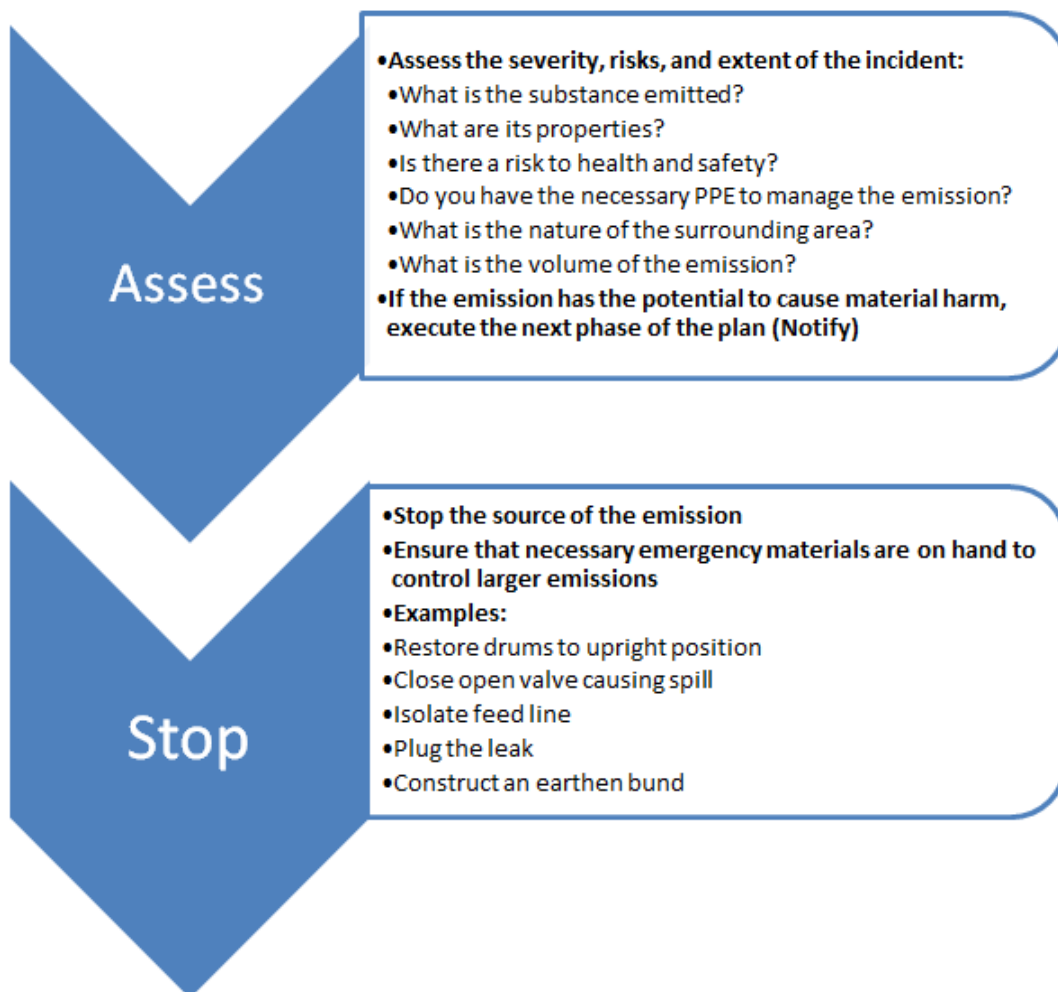 Assess
•Assess the severity, risks, and extent of the incident:
•What is the substance emitted?
•What are its properties?
•Is there a risk to health and safety?
•Do you have the necessary PPE to manage the emission?
•What is the nature of the surrounding area?
•What is the volume of the emission?
•If the emission has the potential to cause material harm,
execute the next phase of the plan (Notify)
Stop
•Stop the source of the emission
•Ensure that necessary emergency materials are on hand to
control larger emissions
•Examples:
•Restore drums to upright position
•Close open valve causing spill
•Isolate feed line
•Plug the leak
•Construct an earthen bund